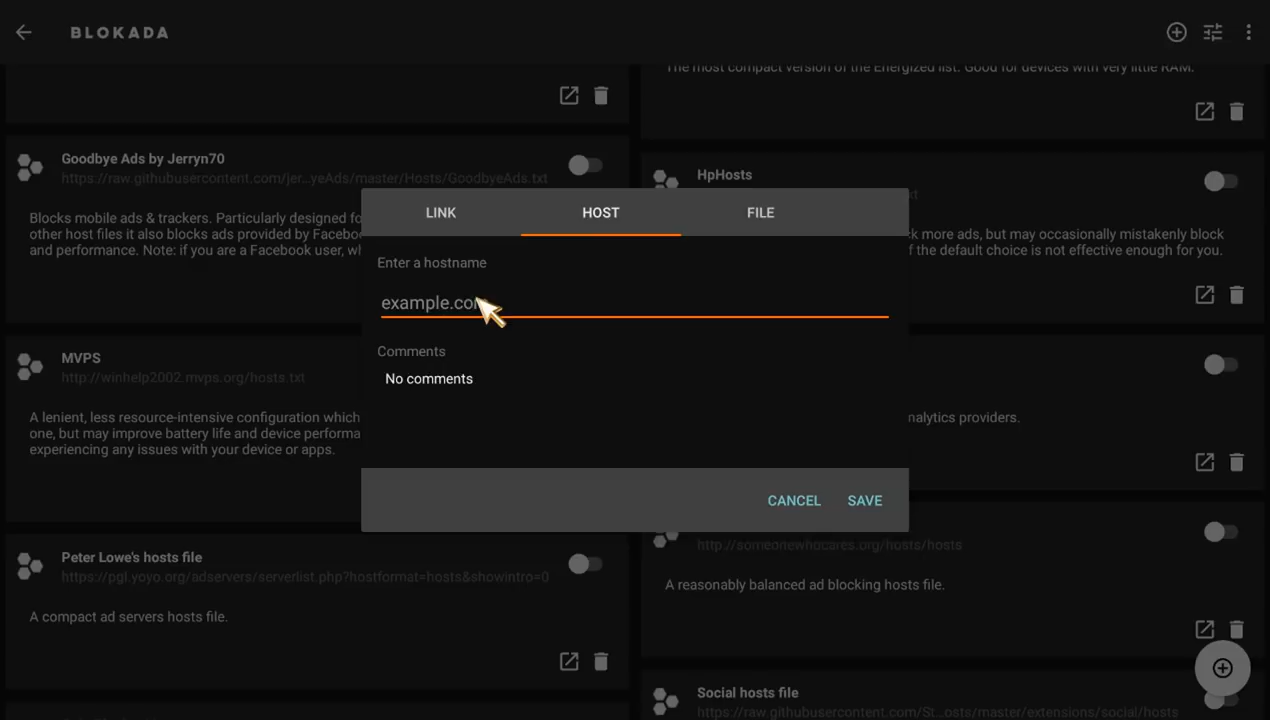 BLOKADA
The most compact version of the Energized list. Good for devices with very little RAM.
Goodbye Ads by Jerryn70
https://raw.githubusercontent.com/jer...yeAds/master/Hosts/GoodbyeAds.txt
Blocks mobile ads & trackers. Particularly designed fo
other host files it also blocks ads provided by Facebo
and performance. Note: if you are a Facebook user, wh
HpHosts
ck more ads, but may occasionally mistakenly block
f the default choice is not effective enough for you.
LINK
HOST
FILE
Enter a hostname
example.com
Comments
No comments
CANCEL
SAVE
MVPS
http://winhelp2002.mvps.org/hosts.txt
A lenient, less resource-intensive configuration which
one, but may improve battery life and device performa
experiencing any issues with your device or apps.
nalytics providers.
Peter Lowe's hosts file
https://pgl.yoyo.org/adservers/serverlist.php?hostformat=hosts&showintro=0
A compact ad servers hosts file.
http://someonewhocares.org/hosts/hosts
A reasonably balanced ad blocking hosts file.
Social hosts file
https://raw.githubusercontent.com/St...osts/master/extensions/social/hosts